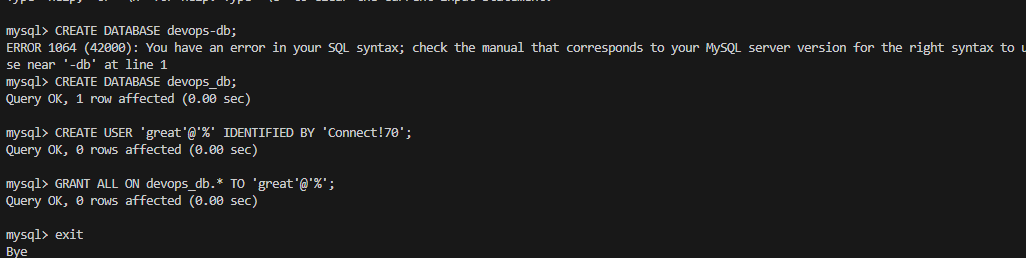 mysql> CREATE DATABASE devops-db;
ERROR 1064 (42000): You have an error in your SQL syntax; check the manual that corresponds to your MySQL server version for the right syntax to u
se near '-db' at line 1
mysql> CREATE DATABASE devops_db;
Query OK, 1 row affected (0.00 sec)
mysql> CREATE USER 'great'@'%' IDENTIFIED BY 'Connect!70';
Query OK, 0 rows affected (0.00 sec)
mysql> GRANT ALL ON devops_db.* TO 'great'@'%';
Query OK, 0 rows affected (0.00 sec)
mysql> exit
Bye